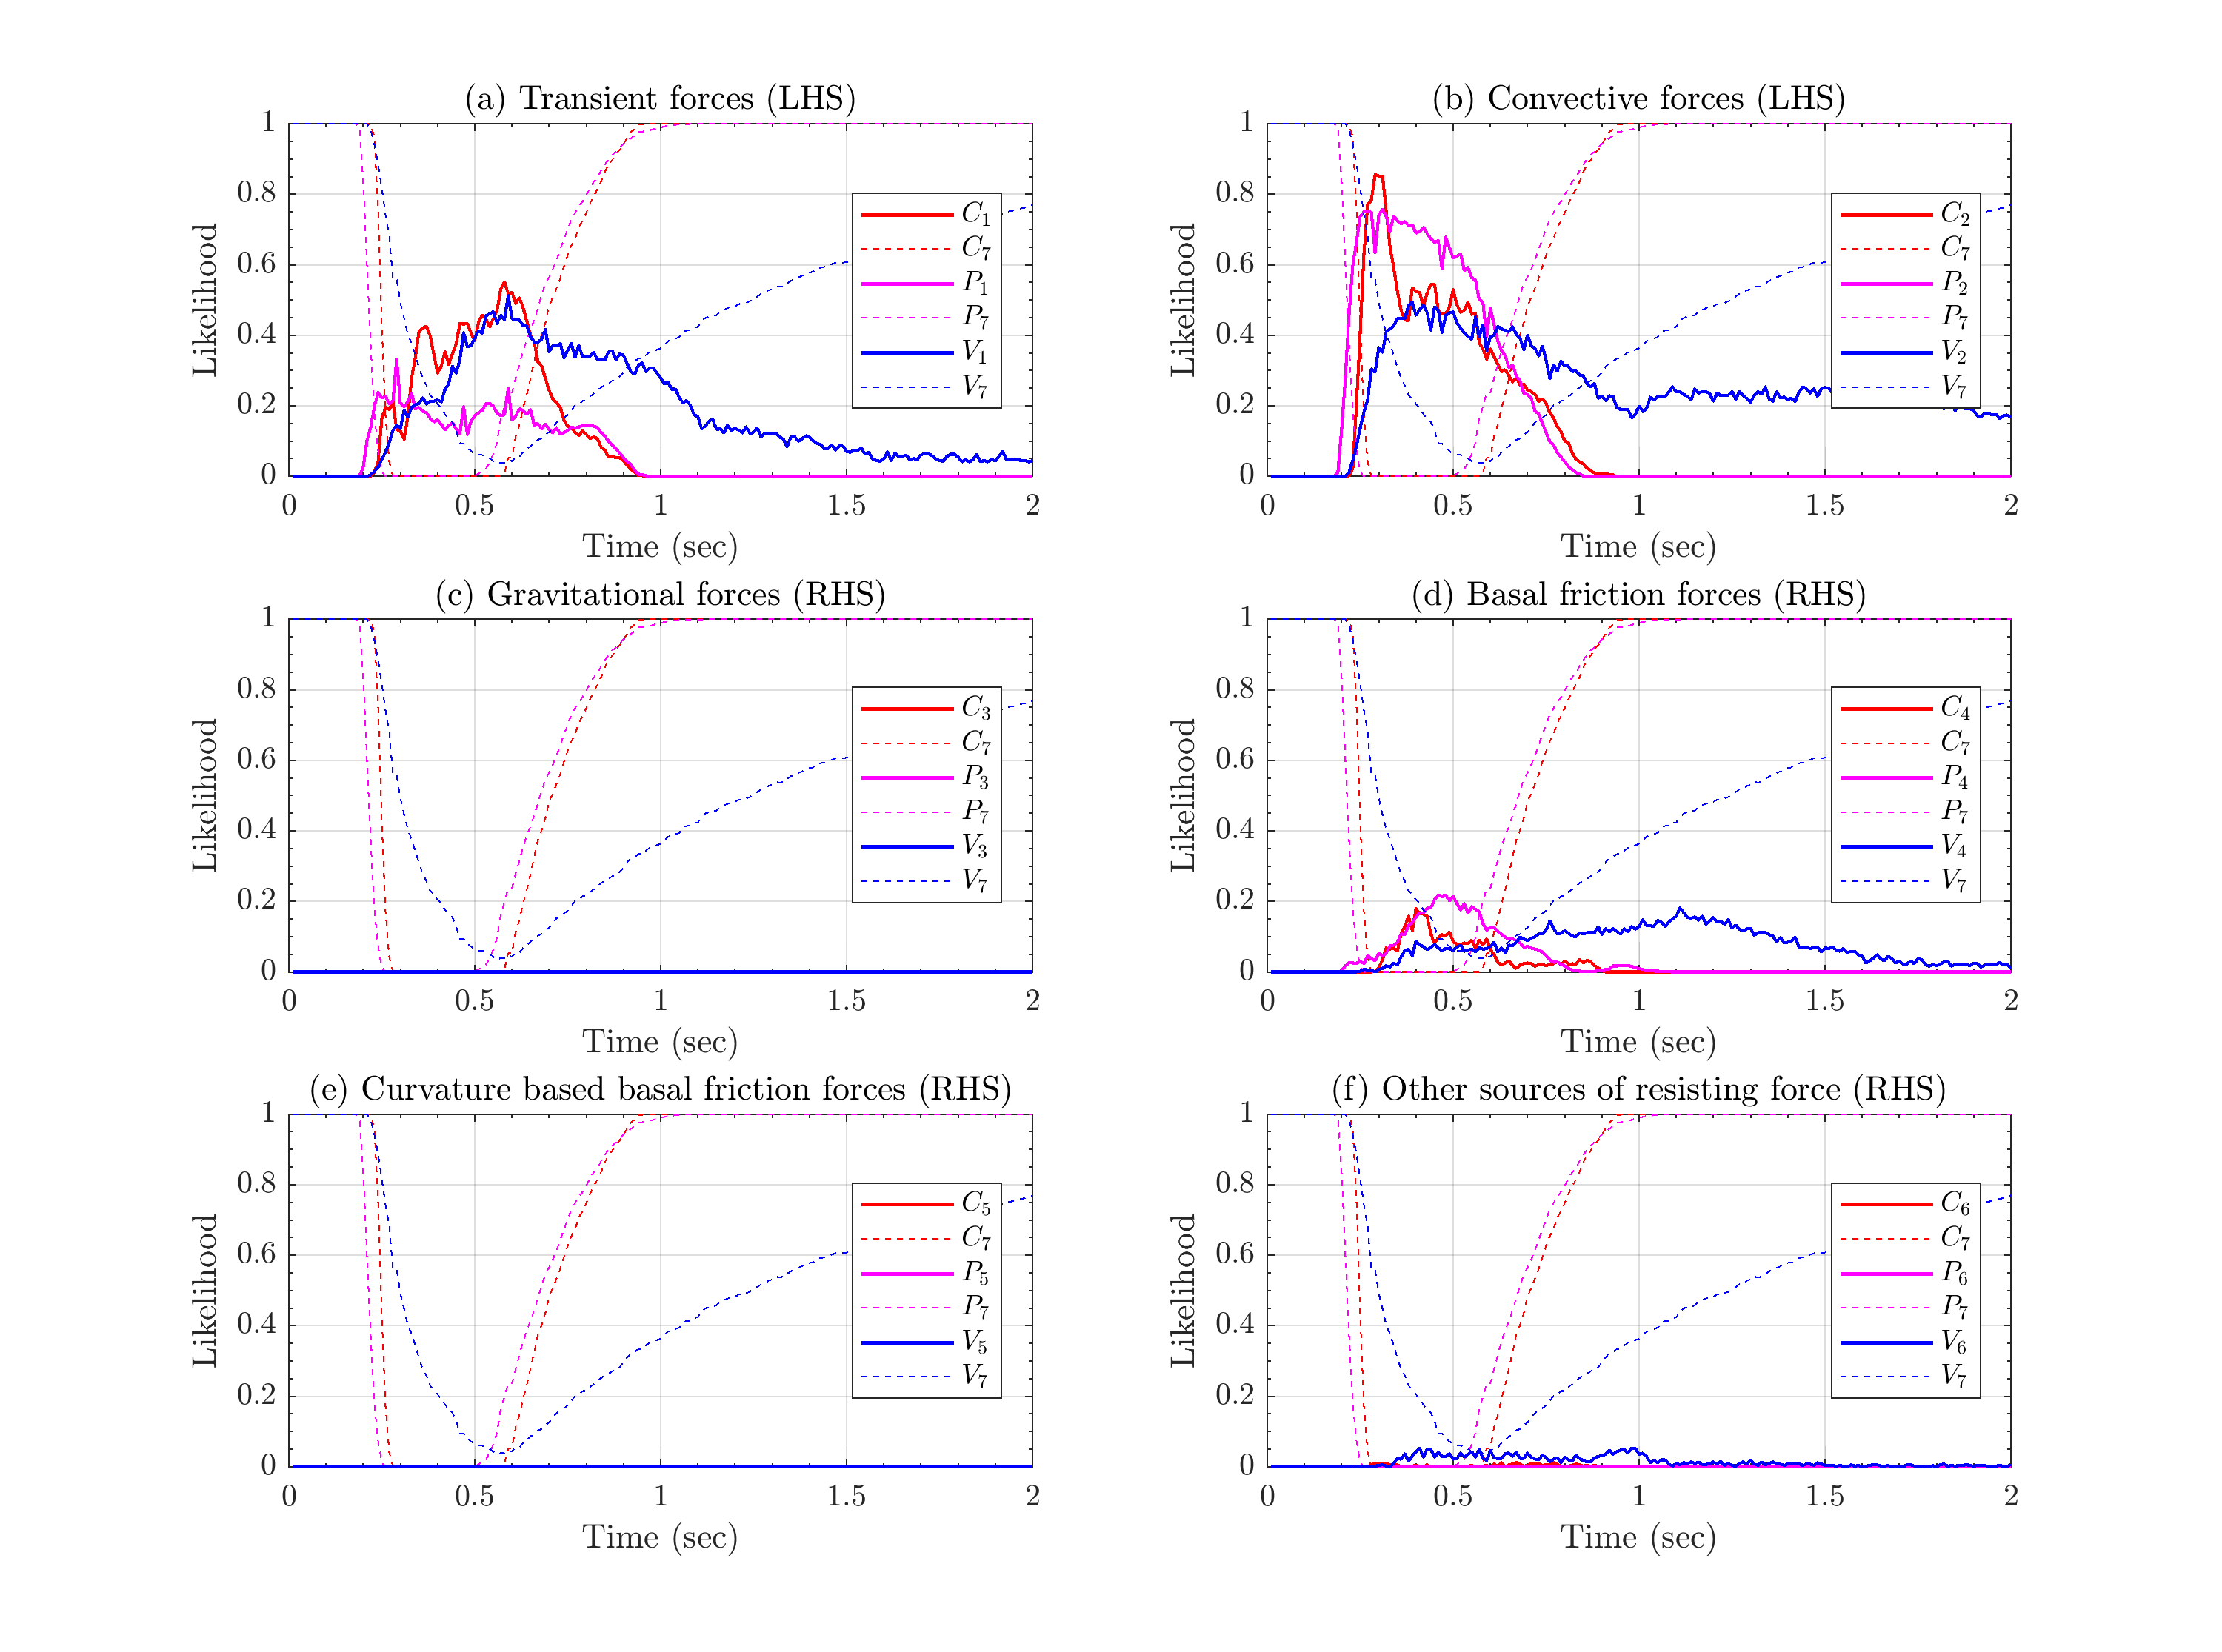 (a) Transient forces (LHS)
1
0.8
0.6
0.4
0.2
0
Likelihood
0 0.5 1 1.5 2
Time (sec)
C₁
C₇
P₁
P₇
V₁
V₇
(b) Convective forces (LHS)
1
0.8
0.6
0.4
0.2
0
Likelihood
0 0.5 1 1.5 2
Time (sec)
C₂
C₇
P₂
P₇
V₂
V₇
(c) Gravitational forces (RHS)
1
0.8
0.6
0.4
0.2
0
Likelihood
0 0.5 1 1.5 2
Time (sec)
C₃
C₇
P₃
P₇
V₃
V₇
(d) Basal friction forces (RHS)
1
0.8
0.6
0.4
0.2
0
Likelihood
0 0.5 1 1.5 2
Time (sec)
C₄
C₇
P₄
P₇
V₄
V₇
(e) Curvature based basal friction forces (RHS)
1
0.8
0.6
0.4
0.2
0
Likelihood
0 0.5 1 1.5 2
Time (sec)
C₅
C₇
P₅
P₇
V₅
V₇
(f) Other sources of resisting force (RHS)
1
0.8
0.6
0.4
0.2
0
Likelihood
0 0.5 1 1.5 2
Time (sec)
C₆
C₇
P₆
P₇
V₆
V₇